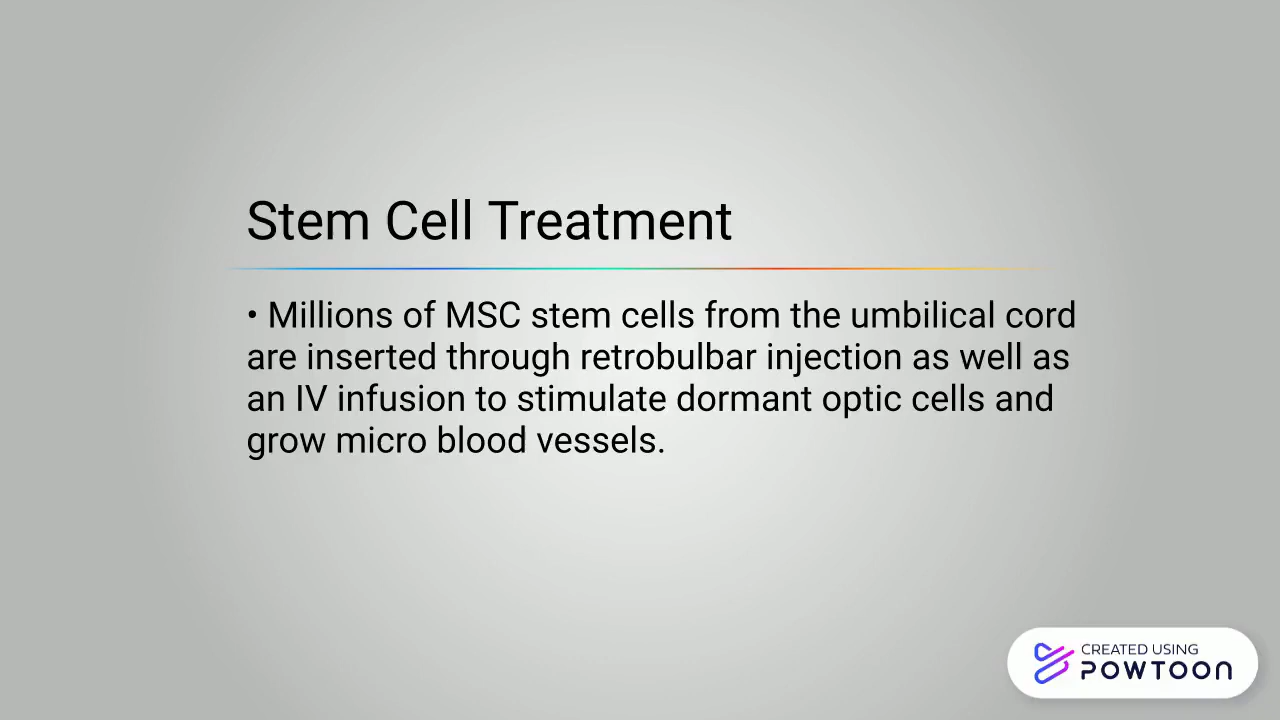 Stem Cell Treatment
• Millions of MSC stem cells from the umbilical cord
are inserted through retrobulbar injection as well as
an IV infusion to stimulate dormant optic cells and
grow micro blood vessels.
CREATED USING
POWTOON